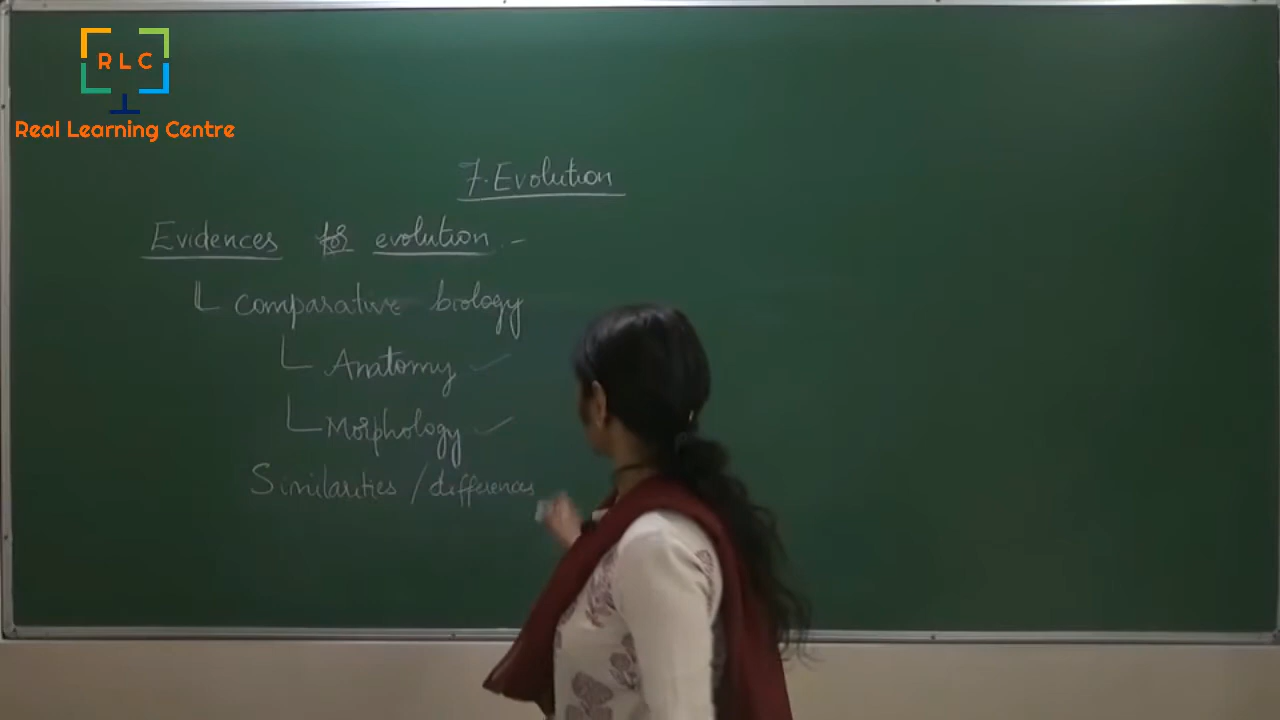 R L C
Real Learning Centre
7. Evolution
Evidences for evolution -
comparative biology
Anatomy
Morphology
Similarities / differences